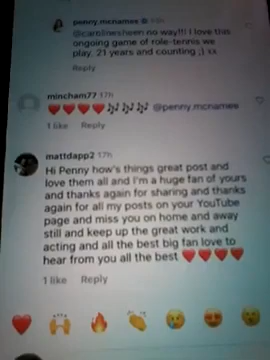 penny.mcnamee 16h
@carolineshwen no way!!! I love this
ongoing game of role-tennis we
play. 21 years and counting ;) xx
Reply
mincham77 17h
❤️❤️❤️❤️🎶🎶🎶 @penny.mcnamee
1 like Reply
mattdapp2 17h
Hi Penny how's things great post and
love them all and I'm a huge fan of yours
and thanks again for sharing and thanks
again for all my posts on your YouTube
page and miss you on home and away
still and keep up the great work and
acting and all the best big fan love to
hear from you all the best ❤️❤️❤️❤️
1 like Reply
❤️ 🙌 🔥 👏 😢 😍 😮